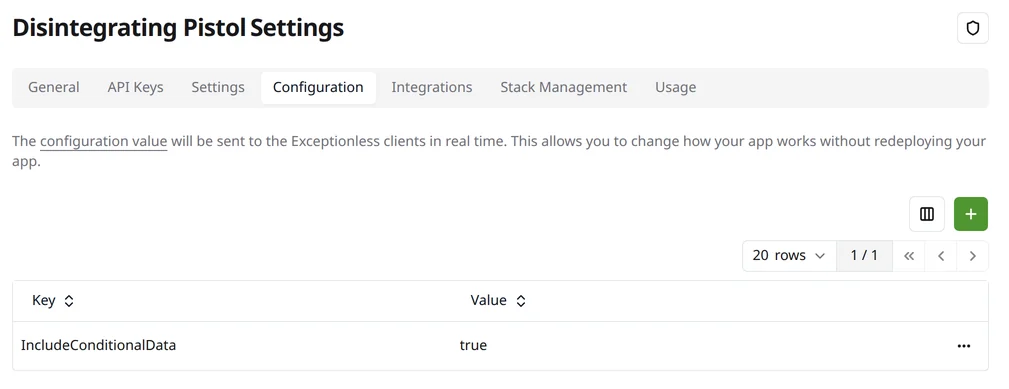 Disintegrating Pistol Settings
General API Keys Settings Configuration Integrations Stack Management Usage
The configuration value will be sent to the Exceptionless clients in real time. This allows you to change how your app works without redeploying your
app.
20 rows 1 / 1
Key Value
IncludeConditionalData true